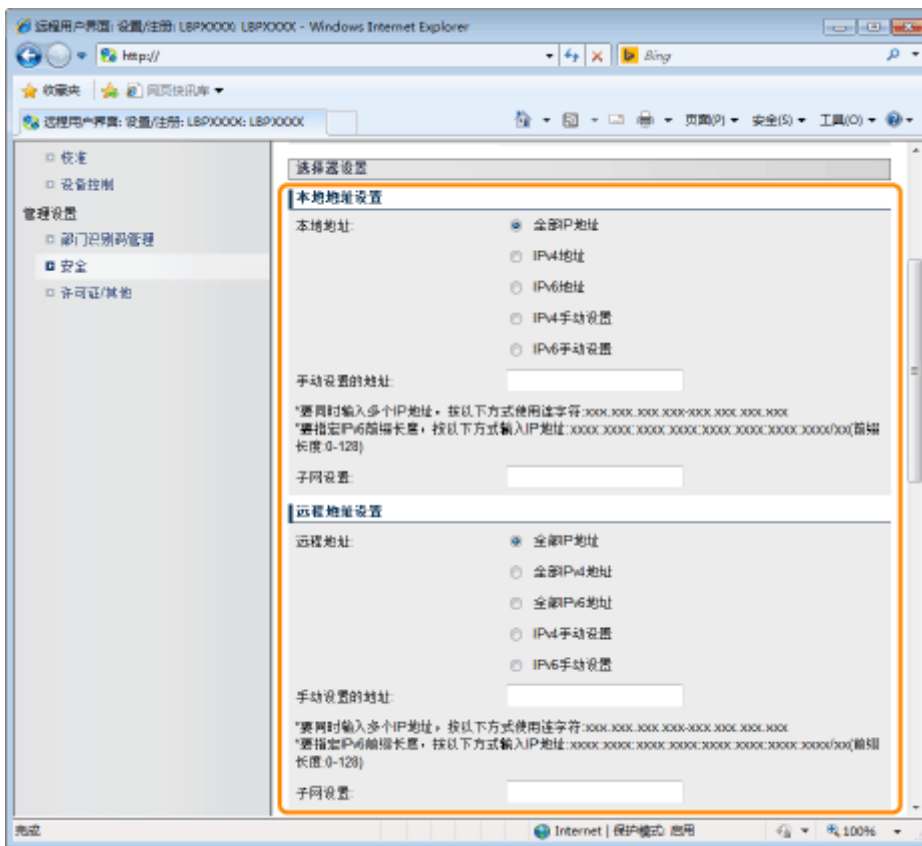 远程用户界面: 设置/注册: LBPXXXX: LBPXXXX - Windows Internet Explorer
http://
Bing
收藏夹 网页快讯库
远程用户界面: 设置/注册: LBPXXXX: LBPXXXX 页面(P) 安全(S) 工具(O)
校准
设备控制
管理设置
部门识别码管理
安全
许可证/其他
选择器设置
本地地址设置
本地地址: 全部IP地址
IPv4地址
IPv6地址
IPv4手动设置
IPv6手动设置
手动设置的地址:
*要同时输入多个IP地址，按以下方式使用连字符:xxx.xxx.xxx.xxx-xxx.xxx.xxx.xxx
*要指定IPv6前缀长度，按以下方式输入IP地址:xxxx:xxxx:xxxx:xxxx:xxxx:xxxx:xxxx:xxxx/xx(前缀
长度:0-128)
子网设置:
远程地址设置
远程地址: 全部IP地址
全部IPv4地址
全部IPv6地址
IPv4手动设置
IPv6手动设置
手动设置的地址:
*要同时输入多个IP地址，按以下方式使用连字符:xxx.xxx.xxx.xxx-xxx.xxx.xxx.xxx
*要指定IPv6前缀长度，按以下方式输入IP地址:xxxx:xxxx:xxxx:xxxx:xxxx:xxxx:xxxx:xxxx/xx(前缀
长度:0-128)
子网设置:
完成 Internet | 保护模式: 启用 100%